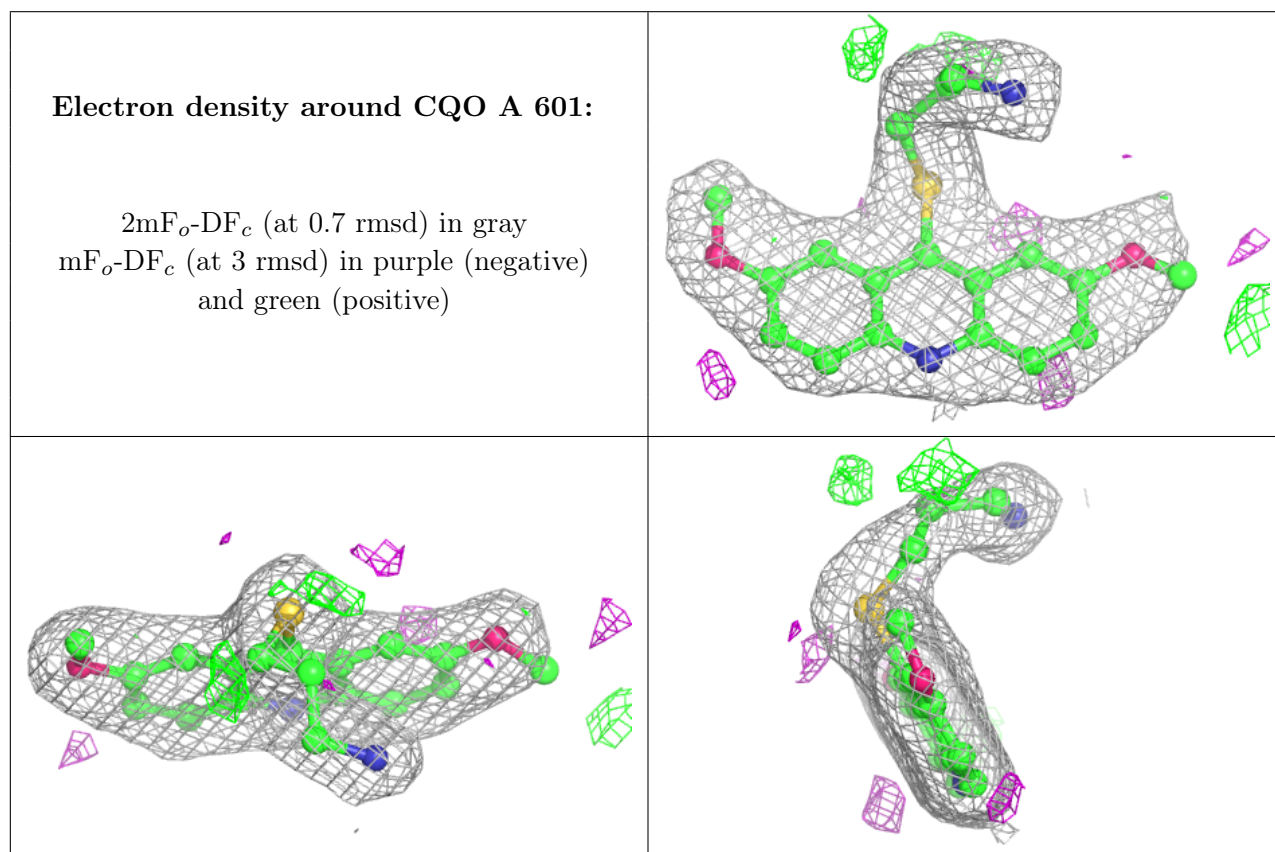 Electron density around CQO A 601:
2mFo-DFc (at 0.7 rmsd) in gray
mFo-DFc (at 3 rmsd) in purple (negative)
and green (positive)